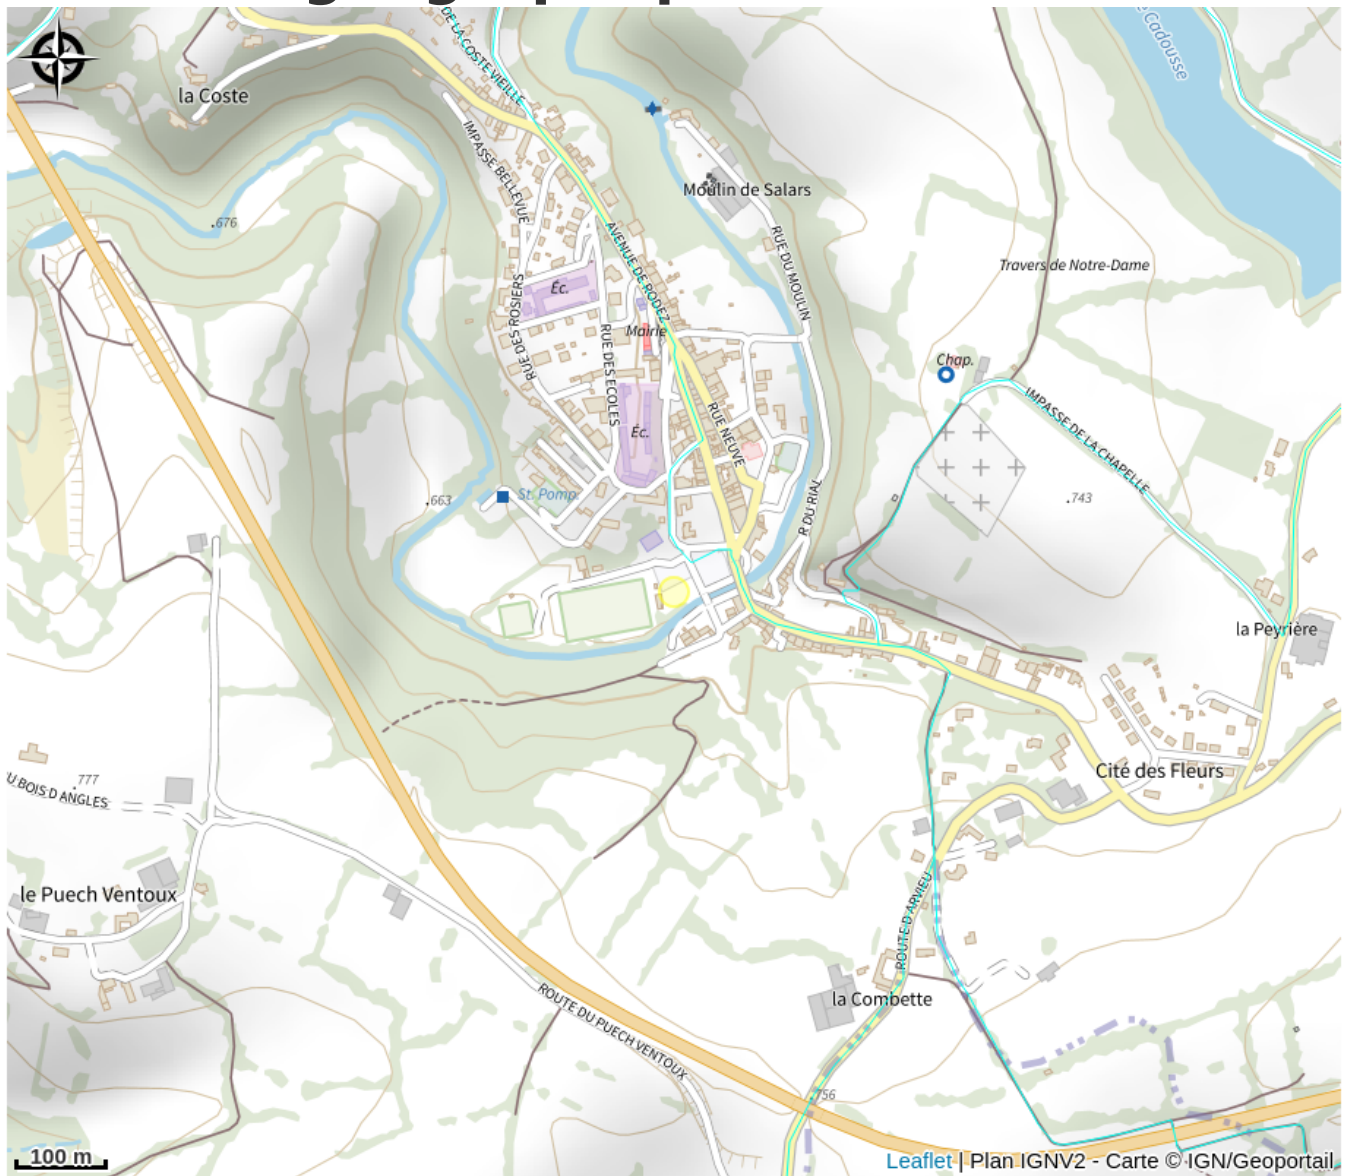 DE LA COSTE VIEILLE
Cadousse
la Coste
IMPASSE BELLEVUE
Moulin de Salars
.676
AVENUE DE RODEZ
RUE DU MOULIN
Travers de Notre-Dame
Éc.
RUE DES ROSIERS
Mairie
RUE DES ECOLES
Chap.
IMPASSE DE LA CHAPELLE
RUE NEUVE
Éc.
St. Pomp.
.663
.743
R DU RIAL
la Peyrière
Cité des Fleurs
.777
U BOIS D ANGLES
le Puech Ventoux
ROUTE D ARVIEU
la Combette
ROUTE DU PUECH VENTOUX
756
100 m
Leaflet | Plan IGNV2 - Carte © IGN/Geoportail